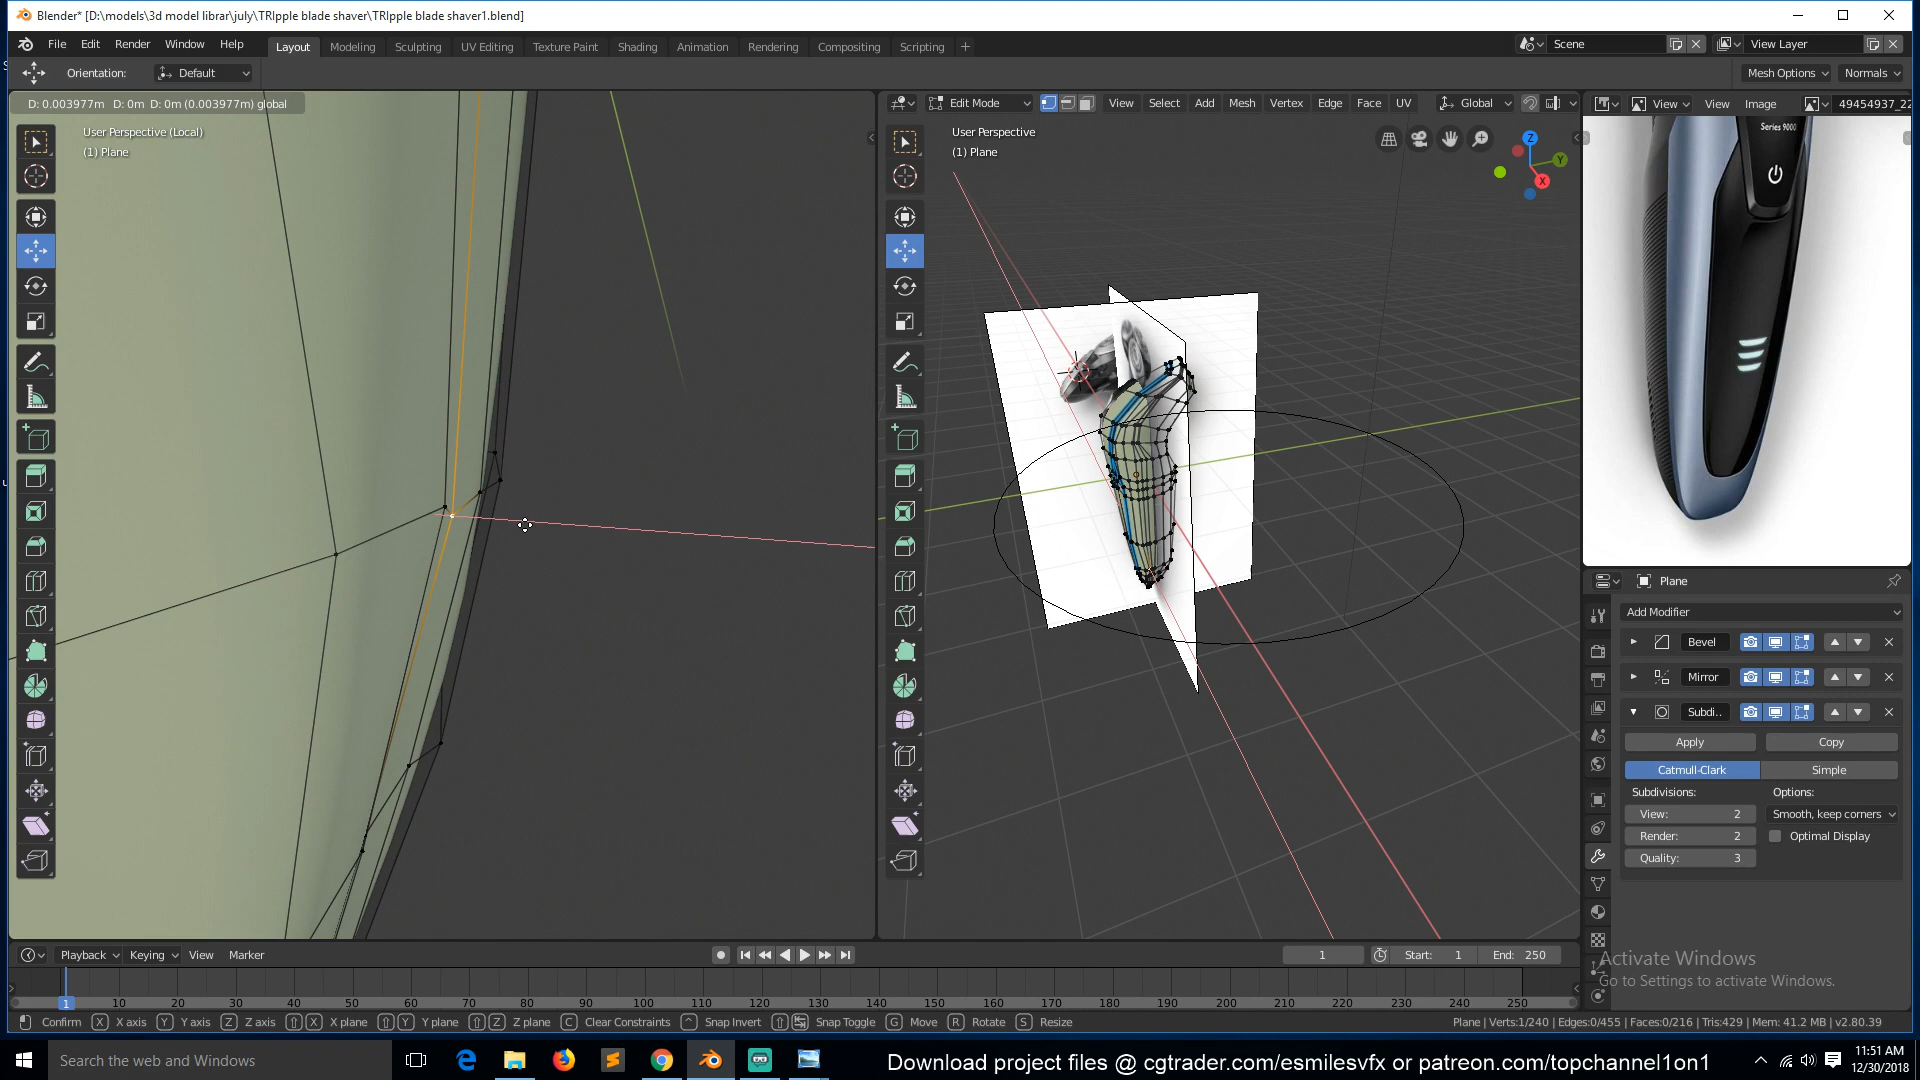 Blender* [D:\models\3d model librar\july\TRIpple blade shaver\TRIpple blade shaver1.blend]
File Edit Render Window Help Layout Modeling Sculpting UV Editing Texture Paint Shading Animation Rendering Compositing Scripting + Scene View Layer
Orientation: Default Mesh Options Normals
D: 0.003977m D: 0m D: 0m (0.003977m) global
Edit Mode View Select Add Mesh Vertex Edge Face UV Global View View Image 49454937_22
User Perspective (Local)
(1) Plane
User Perspective
(1) Plane
Z
Y
X
Series 9000
Plane
Add Modifier
Bevel
Mirror
Subdi..
Apply Copy
Catmull-Clark Simple
Subdivisions: Options:
View: 2 Smooth, keep corners
Render: 2 Optimal Display
Quality: 3
Activate Windows
Go to Settings to activate Windows.
Playback Keying View Marker 1 Start: 1 End: 250
1 10 20 30 40 50 60 70 80 90 100 110 120 130 140 150 160 170 180 190 200 210 220 230 240 250
Confirm X X axis Y Y axis Z Z axis X X plane Y Y plane Z Z plane C Clear Constraints Snap Invert Snap Toggle G Move R Rotate S Resize Plane | Verts:1/240 | Edges:0/455 | Faces:0/216 | Tris:429 | Mem: 41.2 MB | v2.80.39
Search the web and Windows
Download project files @ cgtrader.com/esmilesvfx or patreon.com/topchannel1on1
11:51 AM
12/30/2018